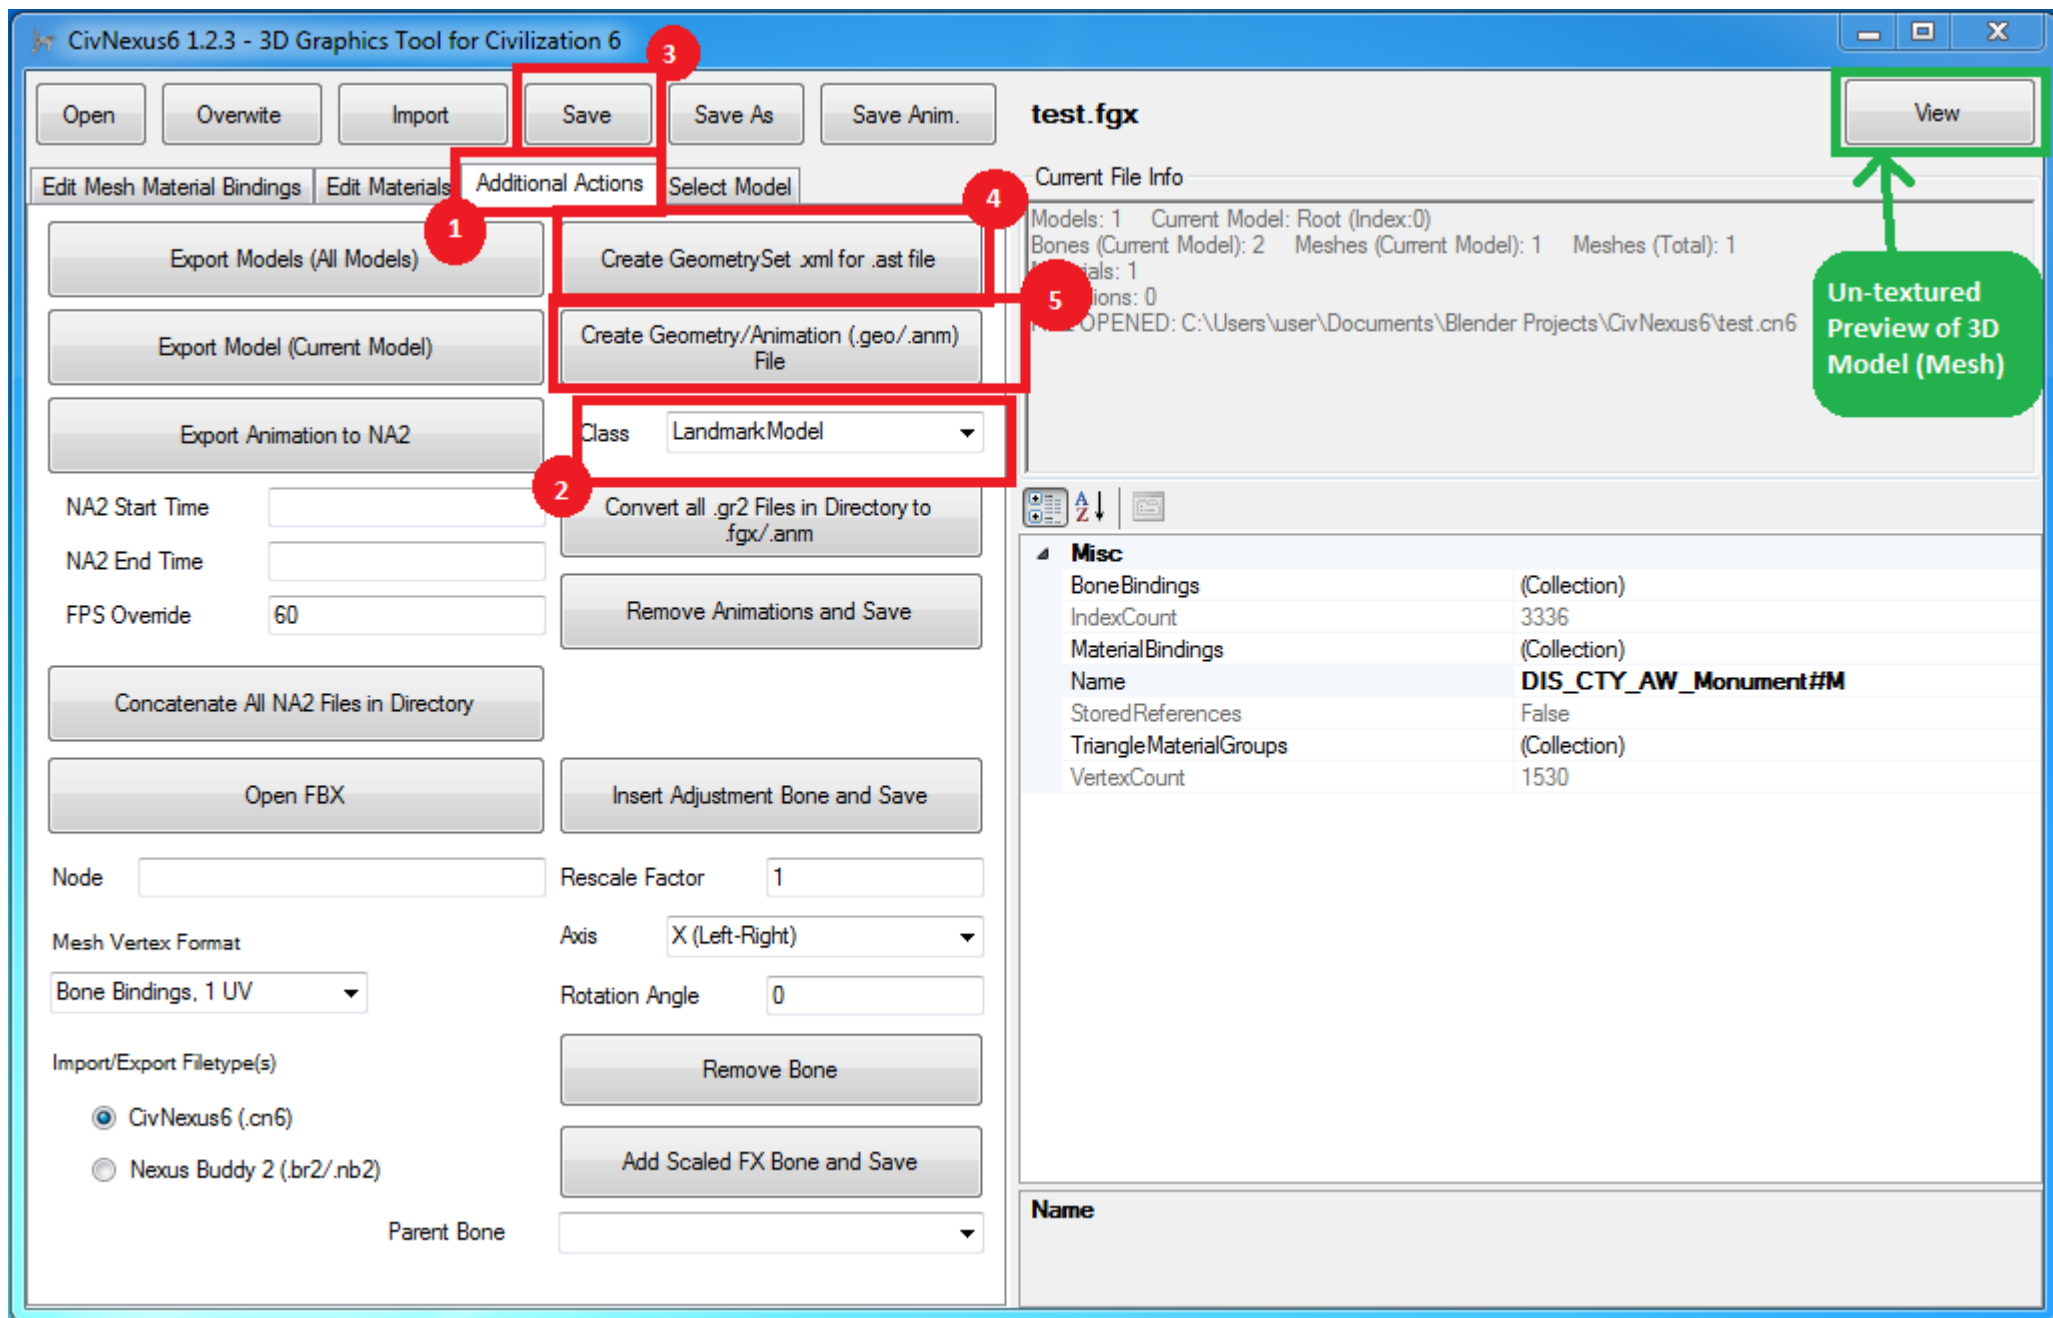 CivNexus6 1.2.3 - 3D Graphics Tool for Civilization 6
3
Open
Overwite
Import
Save
Save As
Save Anim.
test.fgx
View
Edit Mesh Material Bindings
Edit Materials
Additional Actions
Select Model
1
4
Export Models (All Models)
Create GeometrySet .xml for .ast file
5
Export Model (Current Model)
Create Geometry/Animation (.geo/.anm)
File
Export Animation to NA2
Class
LandmarkModel
2
NA2 Start Time
Convert all .gr2 Files in Directory to
.fgx/.anm
NA2 End Time
FPS Override
60
Remove Animations and Save
Concatenate All NA2 Files in Directory
Open FBX
Insert Adjustment Bone and Save
Node
Rescale Factor
1
Mesh Vertex Format
Axis
X (Left-Right)
Bone Bindings, 1 UV
Rotation Angle
0
Import/Export Filetype(s)
Remove Bone
CivNexus6 (.cn6)
Nexus Buddy 2 (.br2/.nb2)
Add Scaled FX Bone and Save
Parent Bone
Current File Info
Models: 1 Current Model: Root (Index:0)
Bones (Current Model): 2 Meshes (Current Model): 1 Meshes (Total): 1
: 1
: 0
OPENED: C:\Users\user\Documents\Blender Projects\CivNexus6\test.cn6
Un-textured
Preview of 3D
Model (Mesh)
Misc
BoneBindings (Collection)
IndexCount 3336
MaterialBindings (Collection)
Name DIS_CTY_AW_Monument#M
StoredReferences False
TriangleMaterialGroups (Collection)
VertexCount 1530
Name